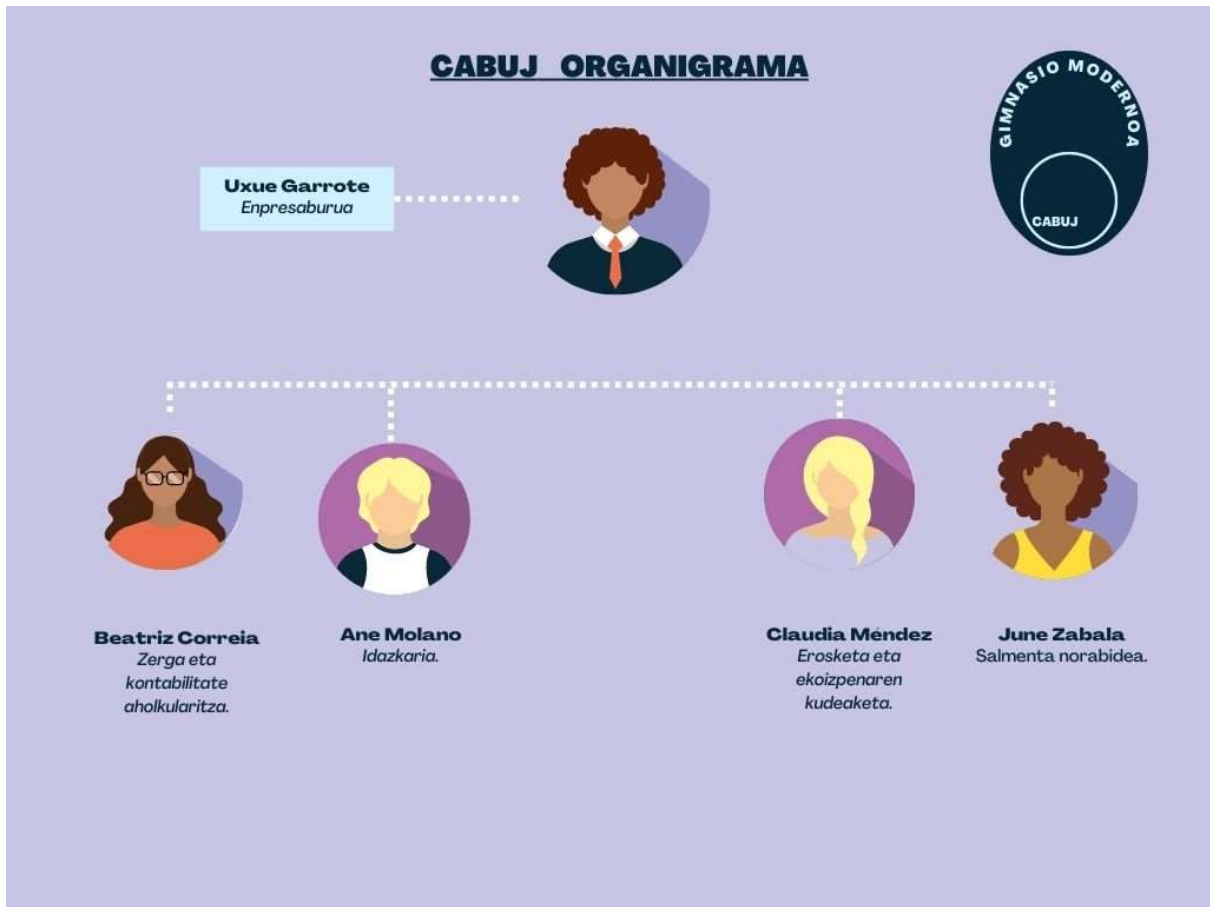 CABUJ ORGANIGRAMA
GIMNASIO MODERNOA
CABUJ
Uxue Garrote
Enpresaburua
Beatriz Correia
Zerga eta
kontabilitate
aholkularitza.
Ane Molano
Idazkaria.
Claudia Méndez
Erosketa eta
ekoizpenaren
kudeaketa.
June Zabala
Salmenta norabidea.